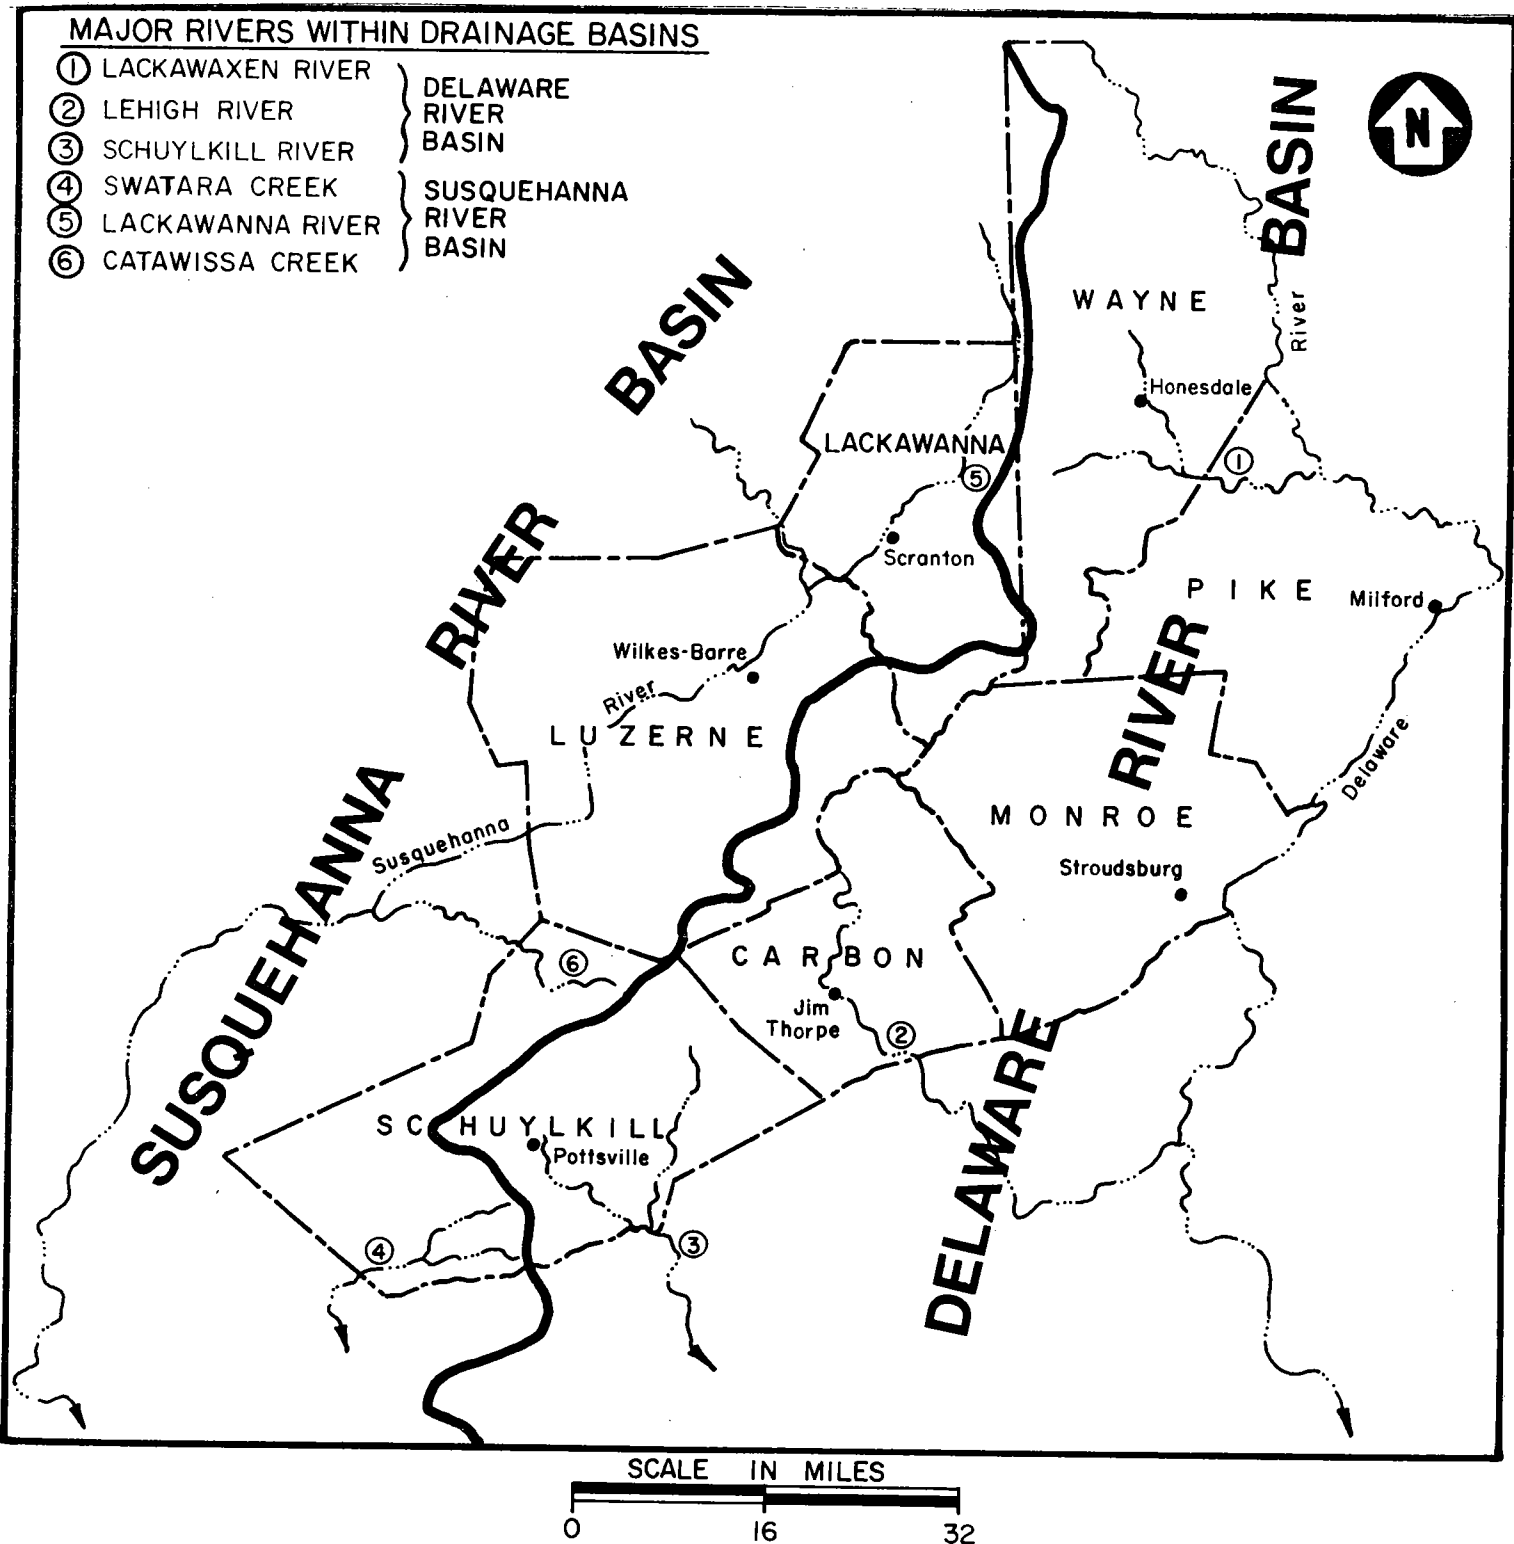 MAJOR RIVERS WITHIN DRAINAGE BASINS
1 LACKAWAXEN RIVER
2 LEHIGH RIVER
3 SCHUYLKILL RIVER
DELAWARE
RIVER
BASIN
4 SWATARA CREEK
5 LACKAWANNA RIVER
6 CATAWISSA CREEK
SUSQUEHANNA
RIVER
BASIN
N
SUSQUEHANNA RIVER BASIN
DELAWARE RIVER BASIN
WAYNE
River
Honesdale
LACKAWANNA
1
5
Scranton
PIKE
Milford
Wilkes-Barre
River
LUZERNE
Delaware
MONROE
Susquehanna
Stroudsburg
CARBON
6
Jim
Thorpe
2
SCHUYLKILL
Pottsville
4
3
SCALE IN MILES
0 16 32